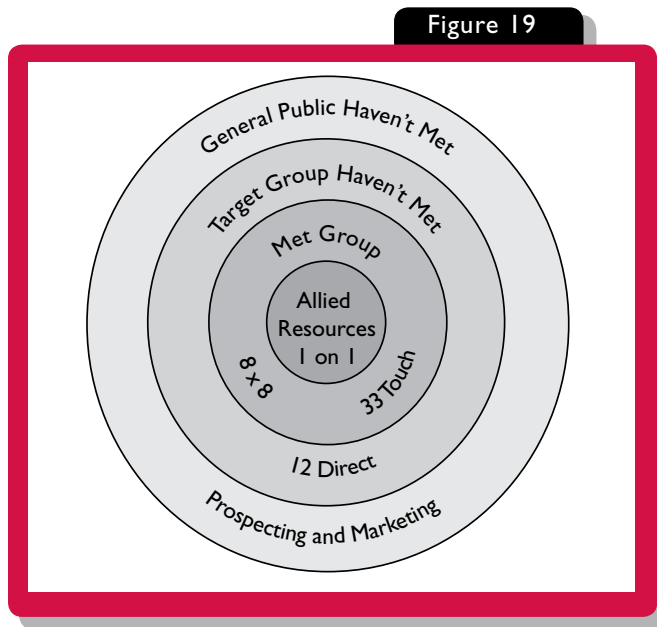 Figure 19
General Public Haven't Met
Target Group Haven't Met
Met Group
Allied
Resources
1 on 1
8 x 8
33 Touch
12 Direct
Prospecting and Marketing